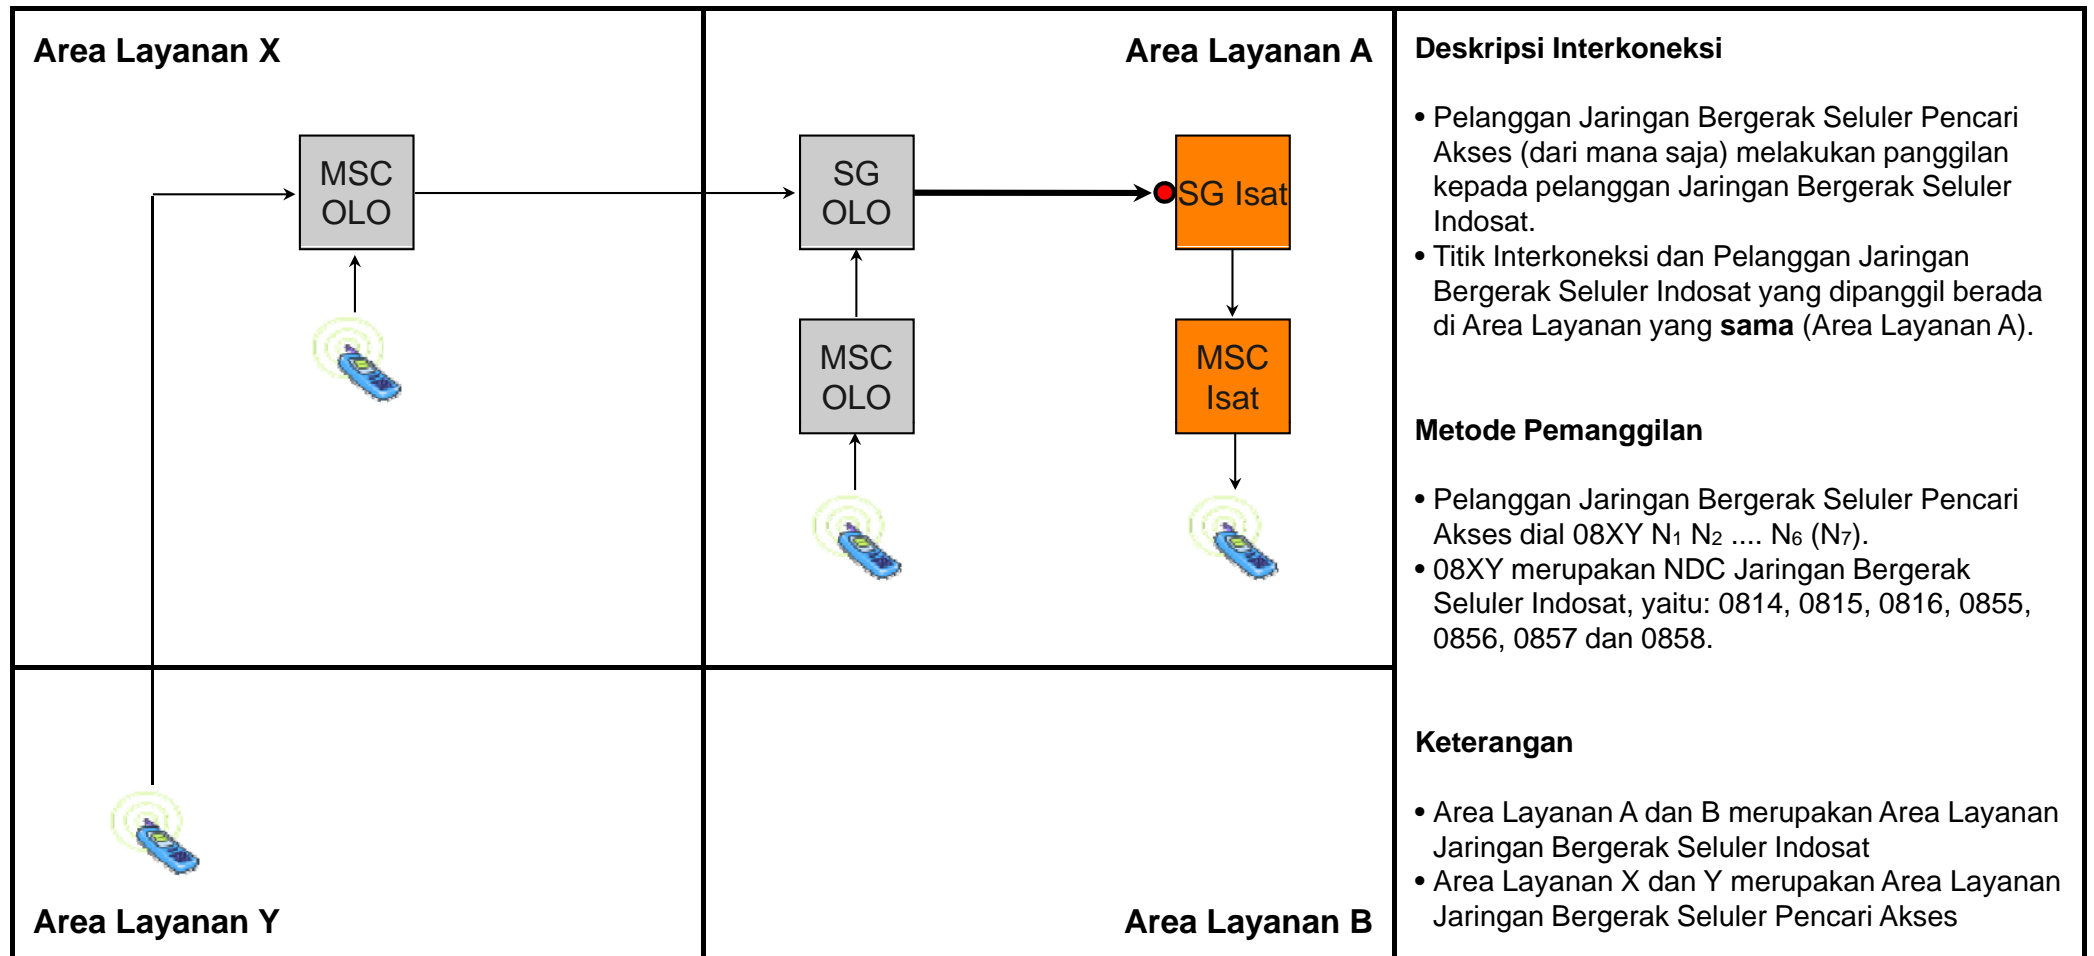 Area Layanan X
Area Layanan A
MSC
OLO
SG
OLO
SG Isat
MSC
OLO
MSC
Isat
Area Layanan Y
Area Layanan B
Deskripsi Interkoneksi
• Pelanggan Jaringan Bergerak Seluler Pencari
Akses (dari mana saja) melakukan panggilan
kepada pelanggan Jaringan Bergerak Seluler
Indosat.
• Titik Interkoneksi dan Pelanggan Jaringan
Bergerak Seluler Indosat yang dipanggil berada
di Area Layanan yang sama (Area Layanan A).
Metode Pemanggilan
• Pelanggan Jaringan Bergerak Seluler Pencari
Akses dial 08XY N₁ N₂ .... N₆ (N₇).
• 08XY merupakan NDC Jaringan Bergerak
Seluler Indosat, yaitu: 0814, 0815, 0816, 0855,
0856, 0857 dan 0858.
Keterangan
• Area Layanan A dan B merupakan Area Layanan
Jaringan Bergerak Seluler Indosat
• Area Layanan X dan Y merupakan Area Layanan
Jaringan Bergerak Seluler Pencari Akses